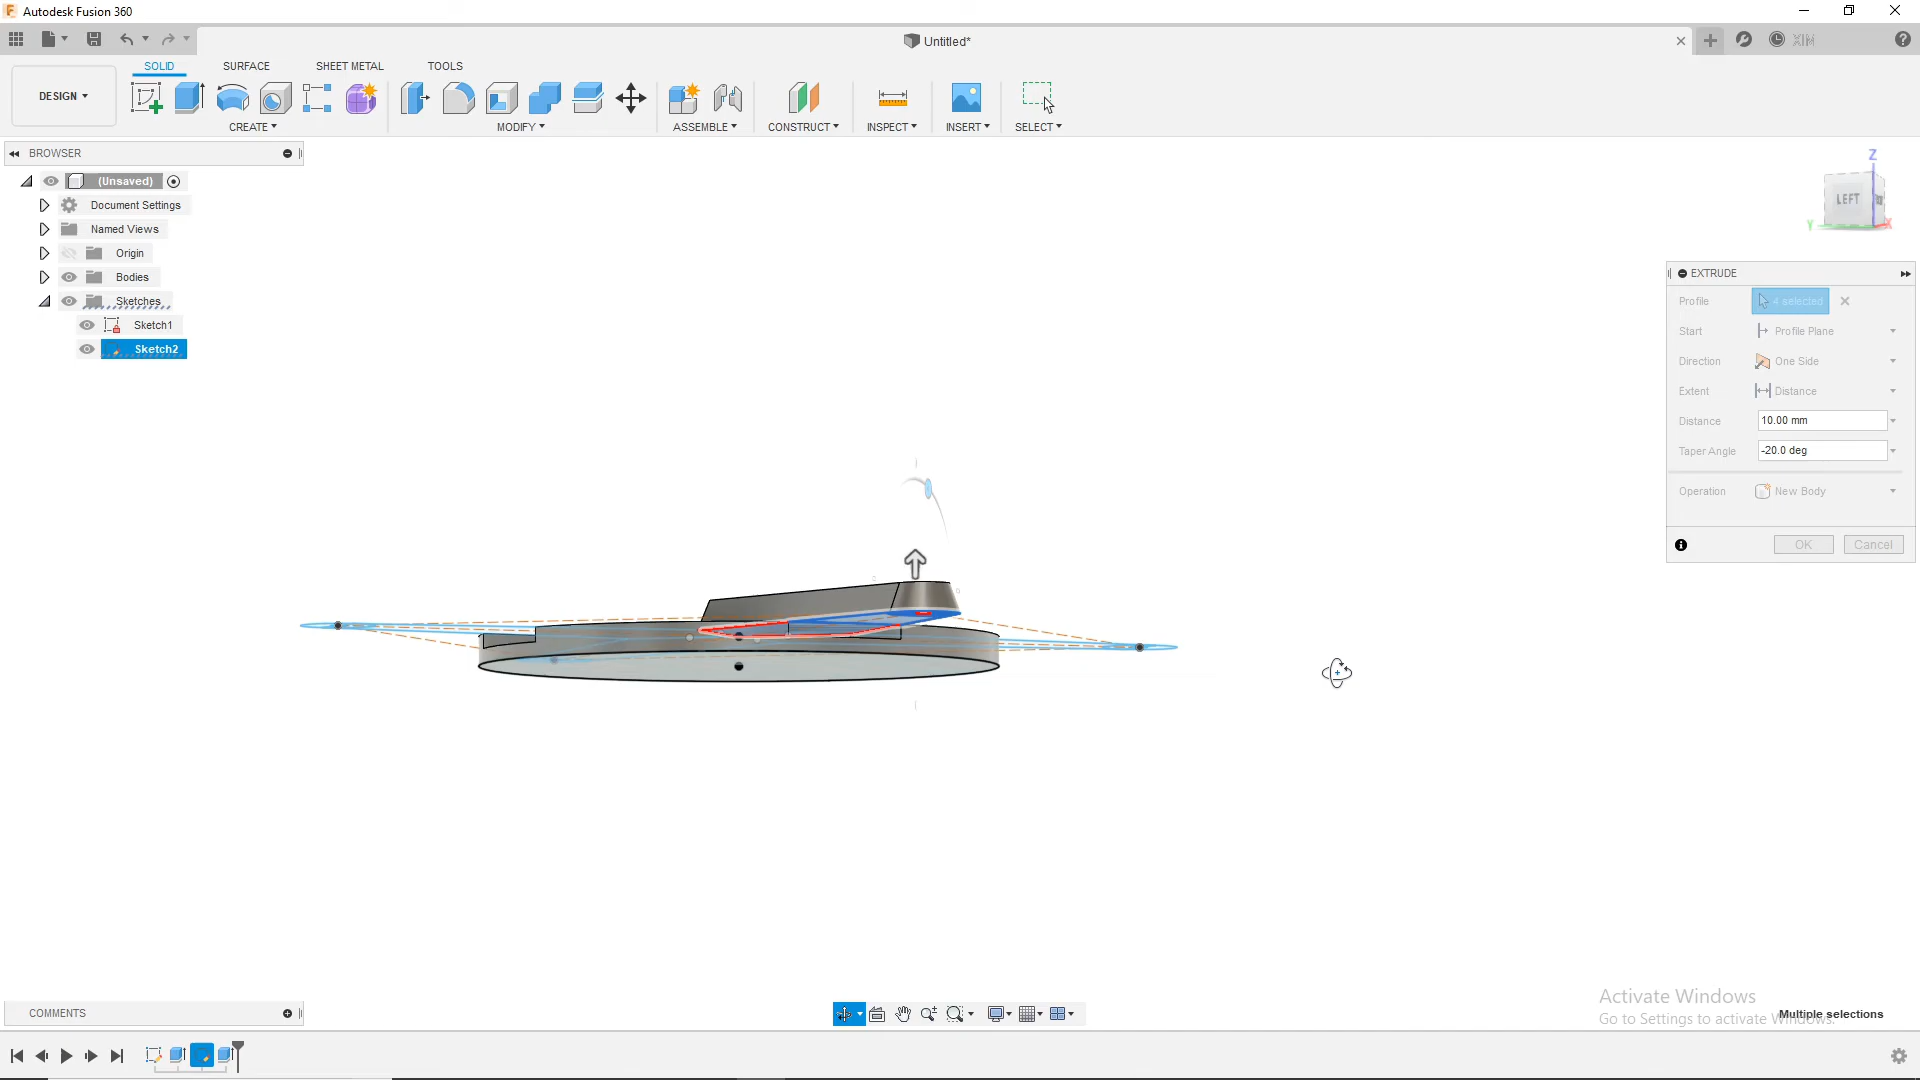 Autodesk Fusion 360
Untitled*
XIM
DESIGN
SOLID
SURFACE
SHEET METAL
TOOLS
CREATE
MODIFY
ASSEMBLE
CONSTRUCT
INSPECT
INSERT
SELECT
BROWSER
(Unsaved)
Document Settings
Named Views
Origin
Bodies
Sketches
Sketch1
Sketch2
Z
LEFT
Y
X
EXTRUDE
Profile
4 selected
Start
Profile Plane
Direction
One Side
Extent
Distance
Distance
10.00 mm
Taper Angle
-20.0 deg
Operation
New Body
OK
Cancel
COMMENTS
Activate Windows
Go to Settings to activate Windows.
Multiple selections